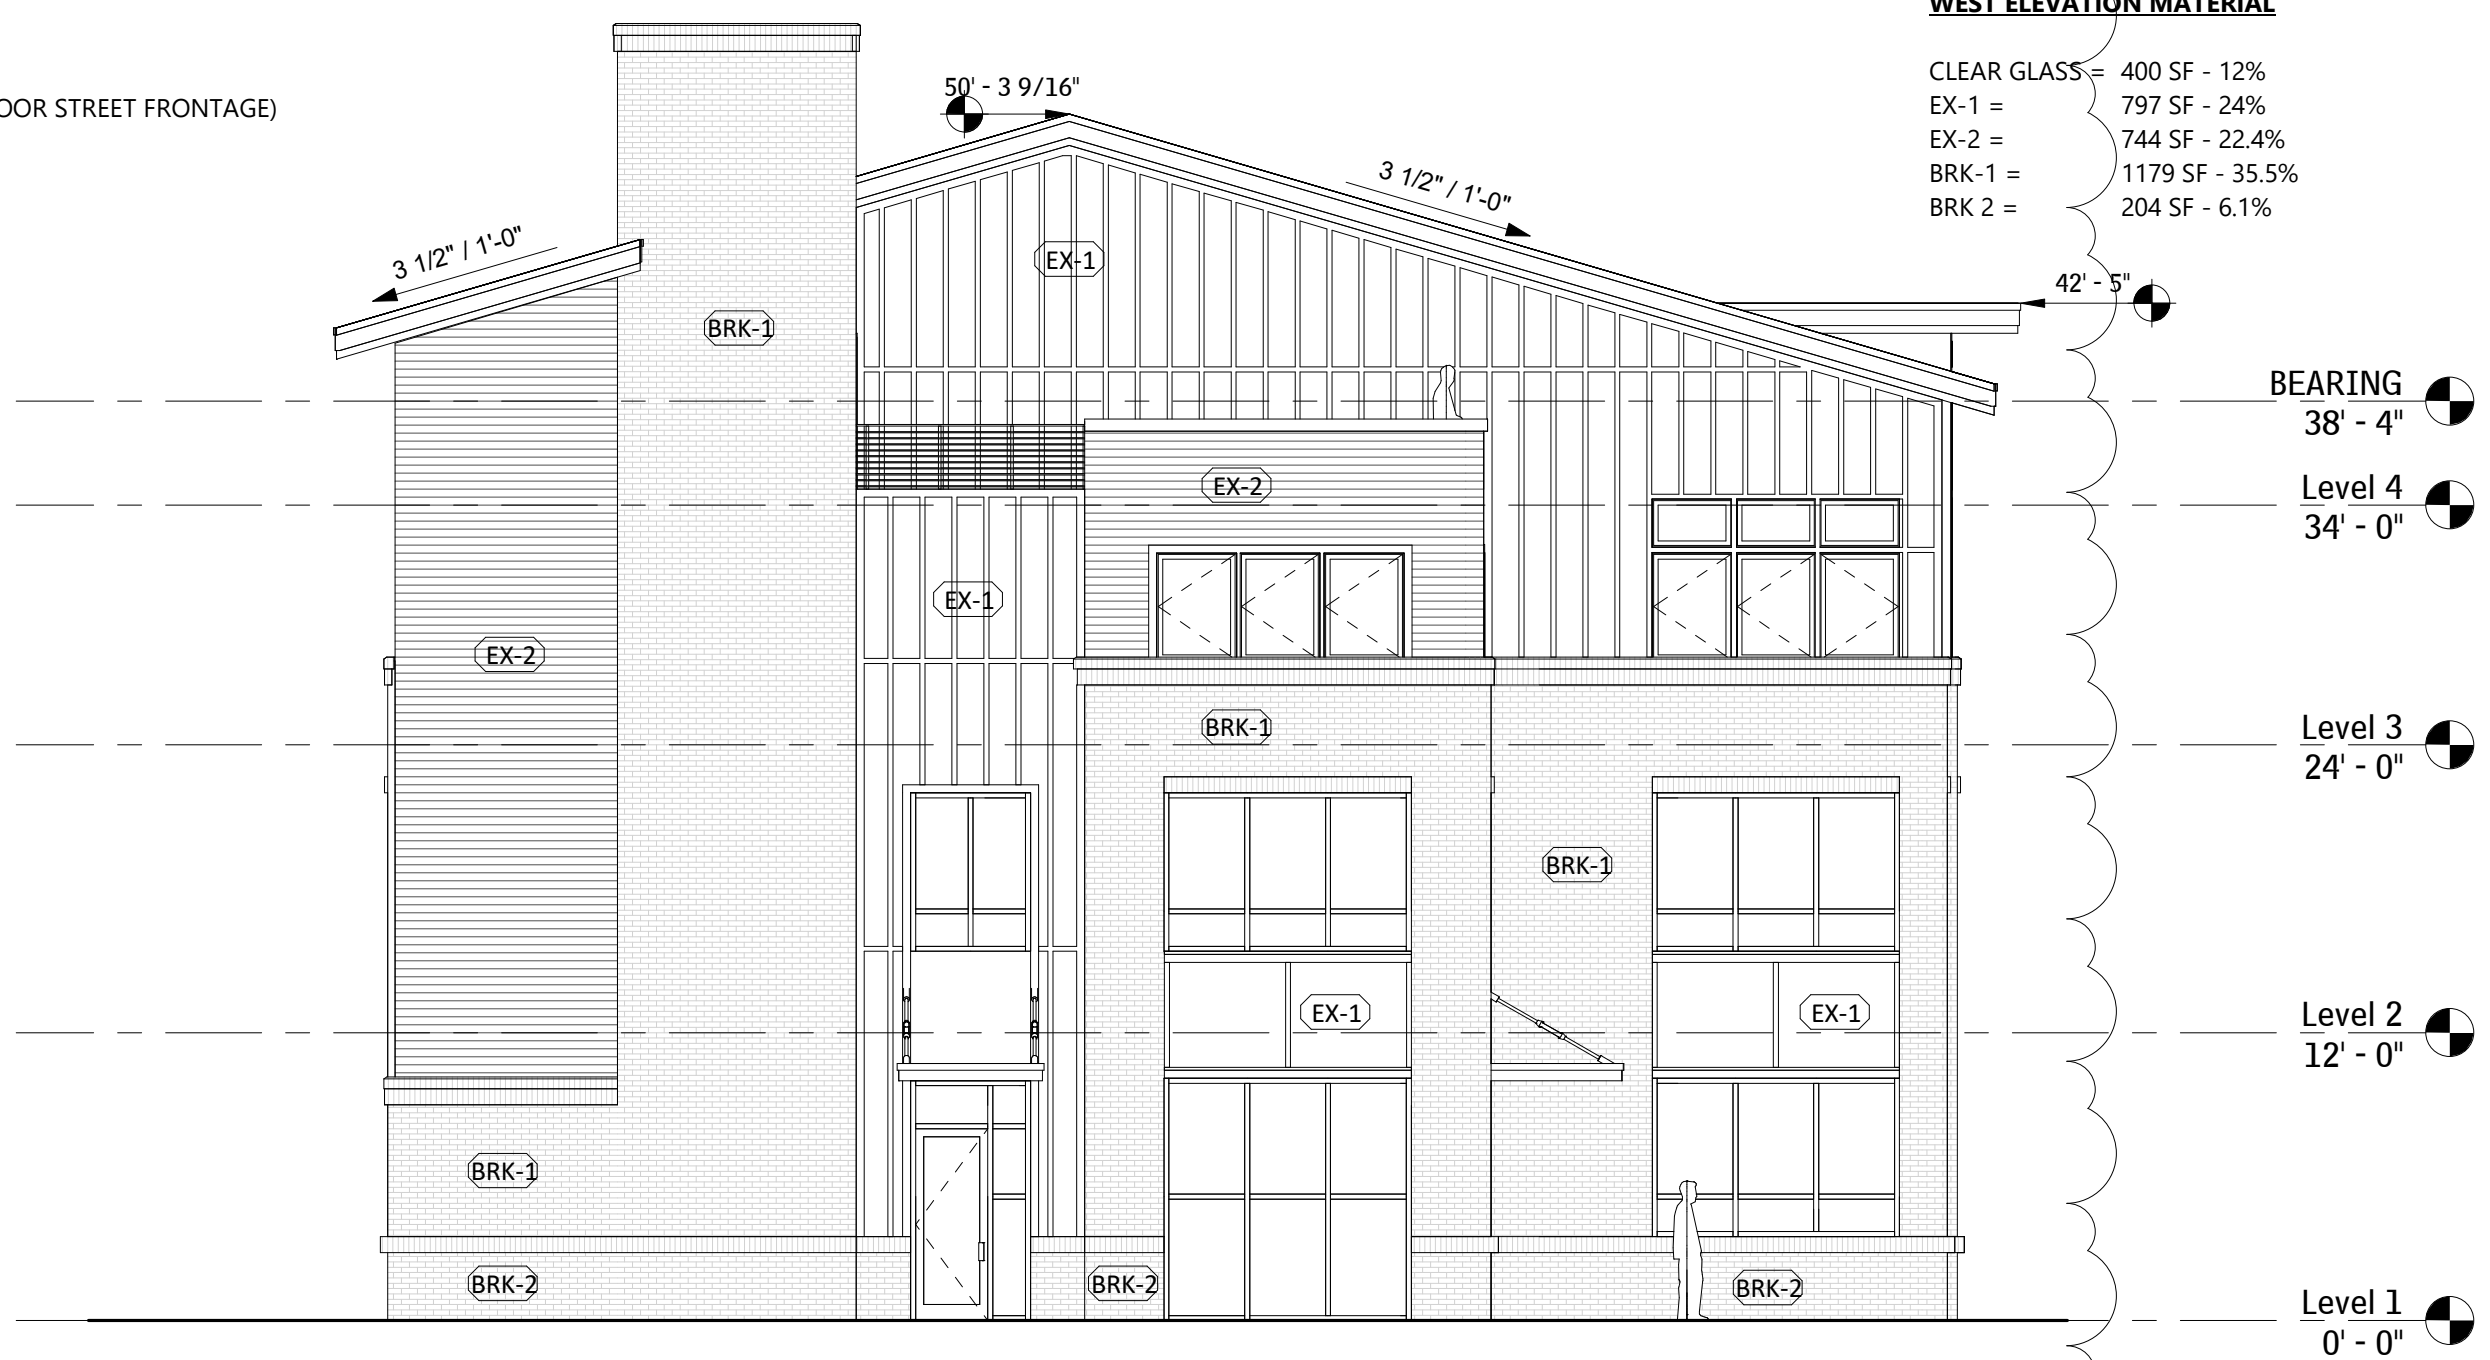 WEST ELEVATION MATERIAL
CLEAR GLASS = 400 SF - 12%
EX-1 = 797 SF - 24%
EX-2 = 744 SF - 22.4%
BRK-1 = 1179 SF - 35.5%
BRK 2 = 204 SF - 6.1%
OOR STREET FRONTAGE)
50' - 3 9/16"
3 1/2" / 1'-0"
3 1/2" / 1'-0"
EX-1
42' - 5"
BRK-1
BEARING
38' - 4"
EX-2
Level 4
34' - 0"
EX-1
EX-2
BRK-1
Level 3
24' - 0"
BRK-1
EX-1
EX-1
Level 2
12' - 0"
BRK-1
BRK-2
BRK-2
BRK-2
Level 1
0' - 0"